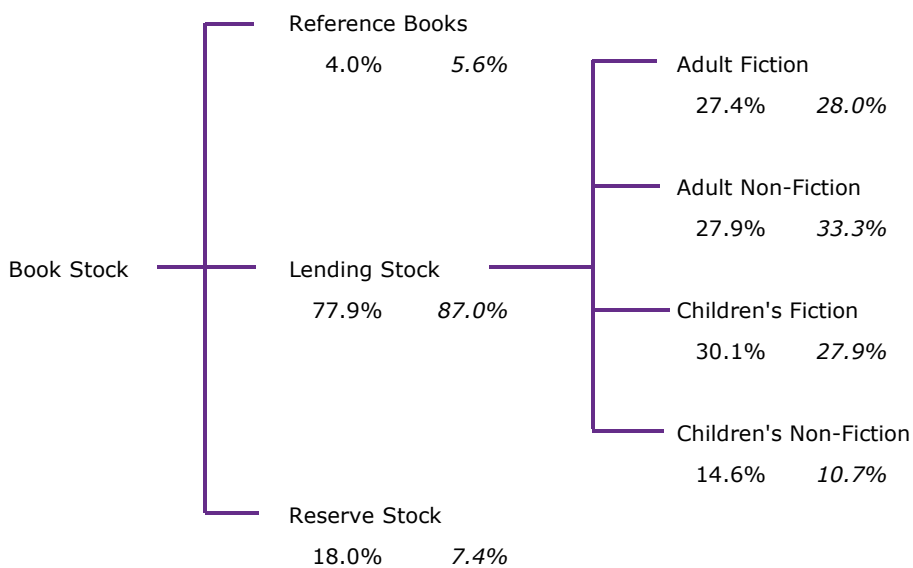 Reference Books
4.0% 5.6%
Adult Fiction
27.4% 28.0%
Adult Non-Fiction
27.9% 33.3%
Book Stock
Lending Stock
77.9% 87.0%
Children's Fiction
30.1% 27.9%
Children's Non-Fiction
14.6% 10.7%
Reserve Stock
18.0% 7.4%